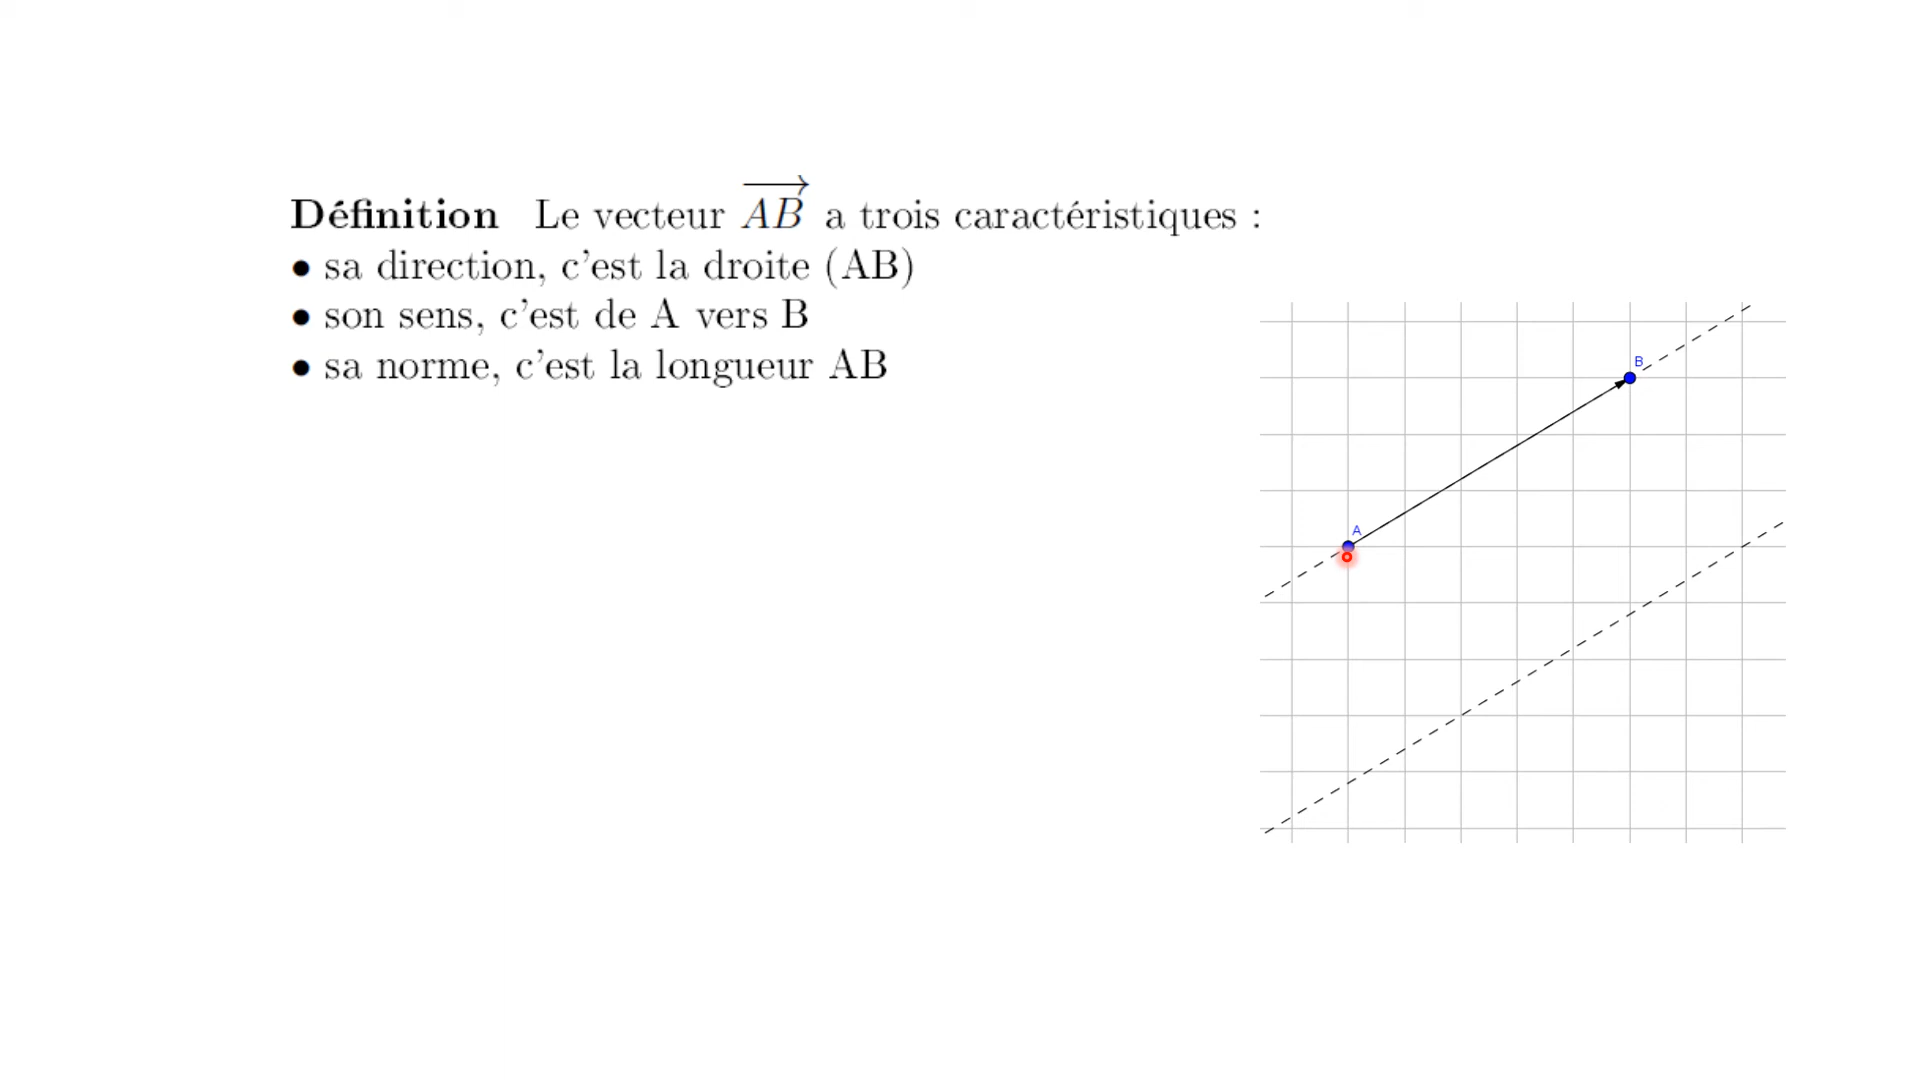 Définition Le vecteur $\overrightarrow{AB}$ a trois caractéristiques :
• sa direction, c'est la droite (AB)
• son sens, c'est de A vers B
• sa norme, c'est la longueur AB
B
A